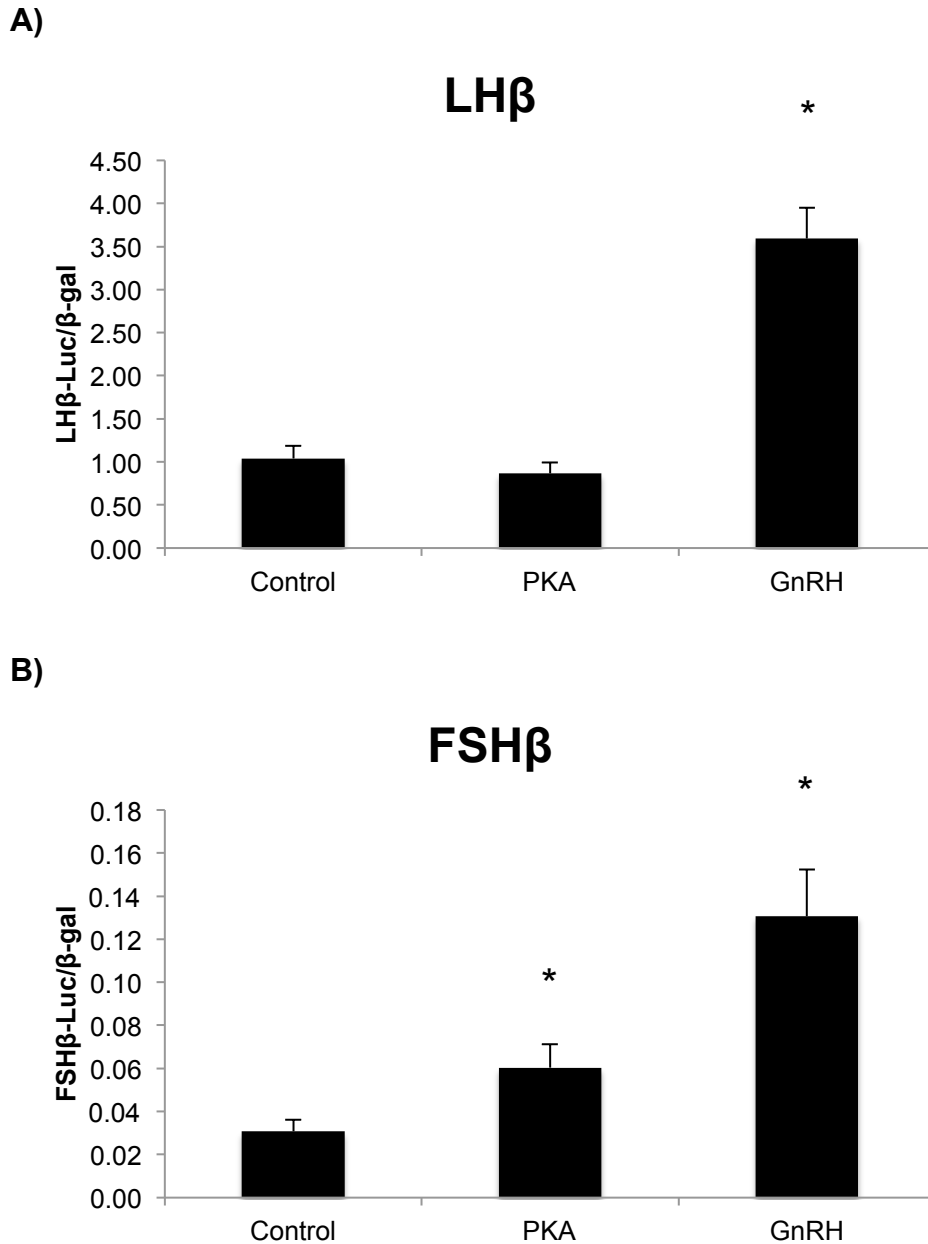 A)
LHβ
*
4.50
4.00
3.50
3.00
2.50
2.00
1.50
1.00
0.50
0.00
LHβ-Luc/β-gal
Control PKA GnRH
B)
FSHβ
*
*
0.18
0.16
0.14
0.12
0.10
0.08
0.06
0.04
0.02
0.00
FSHβ-Luc/β-gal
Control PKA GnRH